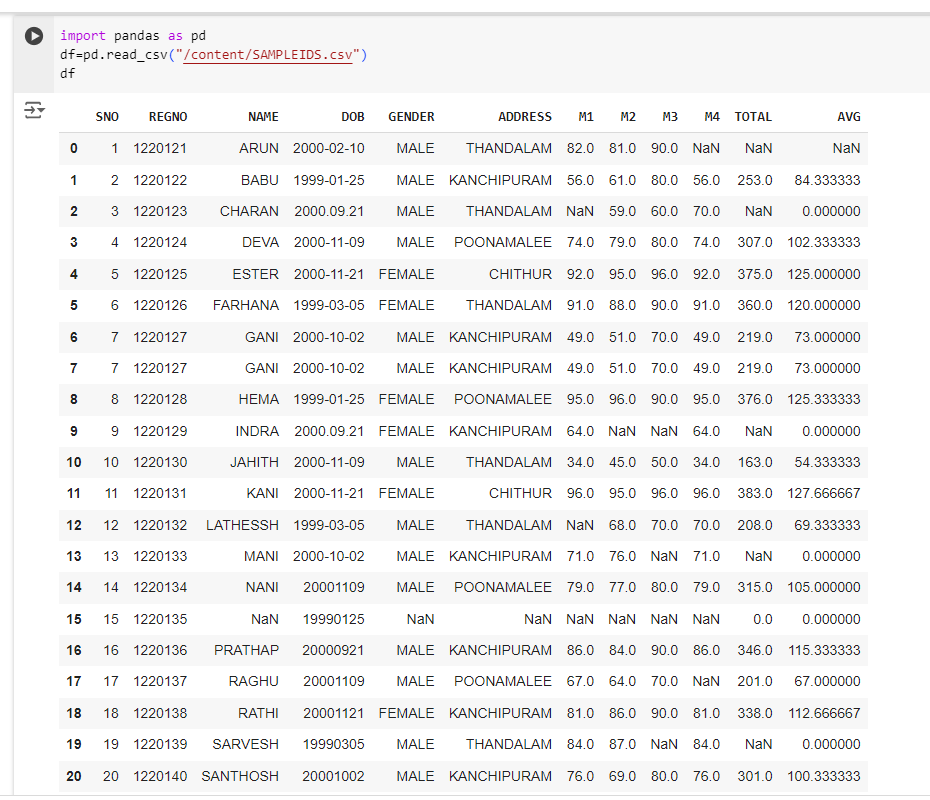 import pandas as pd
df=pd.read_csv("/content/SAMPLEIDS.csv")
df
SNO REGNO NAME DOB GENDER ADDRESS M1 M2 M3 M4 TOTAL AVG
0 1 1220121 ARUN 2000-02-10 MALE THANDALAM 82.0 81.0 90.0 NaN NaN NaN
1 2 1220122 BABU 1999-01-25 MALE KANCHIPURAM 56.0 61.0 80.0 56.0 253.0 84.333333
2 3 1220123 CHARAN 2000.09.21 MALE THANDALAM NaN 59.0 60.0 70.0 NaN 0.000000
3 4 1220124 DEVA 2000-11-09 MALE POONAMALEE 74.0 79.0 80.0 74.0 307.0 102.333333
4 5 1220125 ESTER 2000-11-21 FEMALE CHITHUR 92.0 95.0 96.0 92.0 375.0 125.000000
5 6 1220126 FARHANA 1999-03-05 FEMALE THANDALAM 91.0 88.0 90.0 91.0 360.0 120.000000
6 7 1220127 GANI 2000-10-02 MALE KANCHIPURAM 49.0 51.0 70.0 49.0 219.0 73.000000
7 7 1220127 GANI 2000-10-02 MALE KANCHIPURAM 49.0 51.0 70.0 49.0 219.0 73.000000
8 8 1220128 HEMA 1999-01-25 FEMALE POONAMALEE 95.0 96.0 90.0 95.0 376.0 125.333333
9 9 1220129 INDRA 2000.09.21 FEMALE KANCHIPURAM 64.0 NaN NaN 64.0 NaN 0.000000
10 10 1220130 JAHITH 2000-11-09 MALE THANDALAM 34.0 45.0 50.0 34.0 163.0 54.333333
11 11 1220131 KANI 2000-11-21 FEMALE CHITHUR 96.0 95.0 96.0 96.0 383.0 127.666667
12 12 1220132 LATHESSH 1999-03-05 MALE THANDALAM NaN 68.0 70.0 70.0 208.0 69.333333
13 13 1220133 MANI 2000-10-02 MALE KANCHIPURAM 71.0 76.0 NaN 71.0 NaN 0.000000
14 14 1220134 NANI 20001109 MALE POONAMALEE 79.0 77.0 80.0 79.0 315.0 105.000000
15 15 1220135 NaN 19990125 NaN NaN NaN NaN NaN NaN 0.0 0.000000
16 16 1220136 PRATHAP 20000921 MALE KANCHIPURAM 86.0 84.0 90.0 86.0 346.0 115.333333
17 17 1220137 RAGHU 20001109 MALE POONAMALEE 67.0 64.0 70.0 NaN 201.0 67.000000
18 18 1220138 RATHI 20001121 FEMALE KANCHIPURAM 81.0 86.0 90.0 81.0 338.0 112.666667
19 19 1220139 SARVESH 19990305 MALE THANDALAM 84.0 87.0 NaN 84.0 NaN 0.000000
20 20 1220140 SANTHOSH 20001002 MALE KANCHIPURAM 76.0 69.0 80.0 76.0 301.0 100.333333